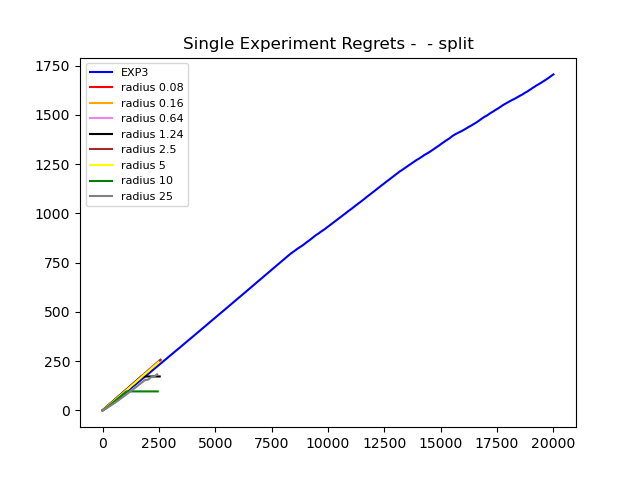 Single Experiment Regrets -  - split
EXP3
radius 0.08
radius 0.16
radius 0.64
radius 1.24
radius 2.5
radius 5
radius 10
radius 25
1750
1500
1250
1000
750
500
250
0
0 2500 5000 7500 10000 12500 15000 17500 20000